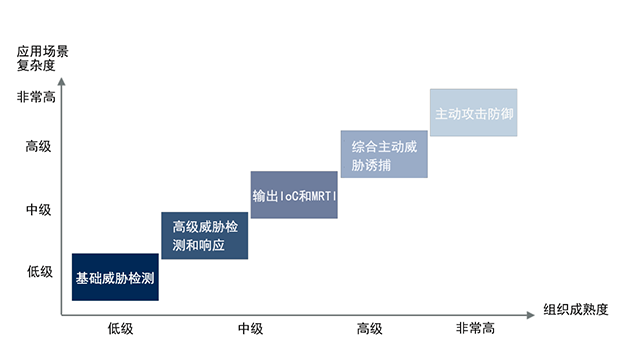 应用场景
复杂度
非常高
主动攻击防御
高级
综合主动威
胁诱捕
输出IoC和MRTI
中级
高级威胁检
测和响应
低级
基础威胁检测
组织成熟度
低级
中级
高级
非常高